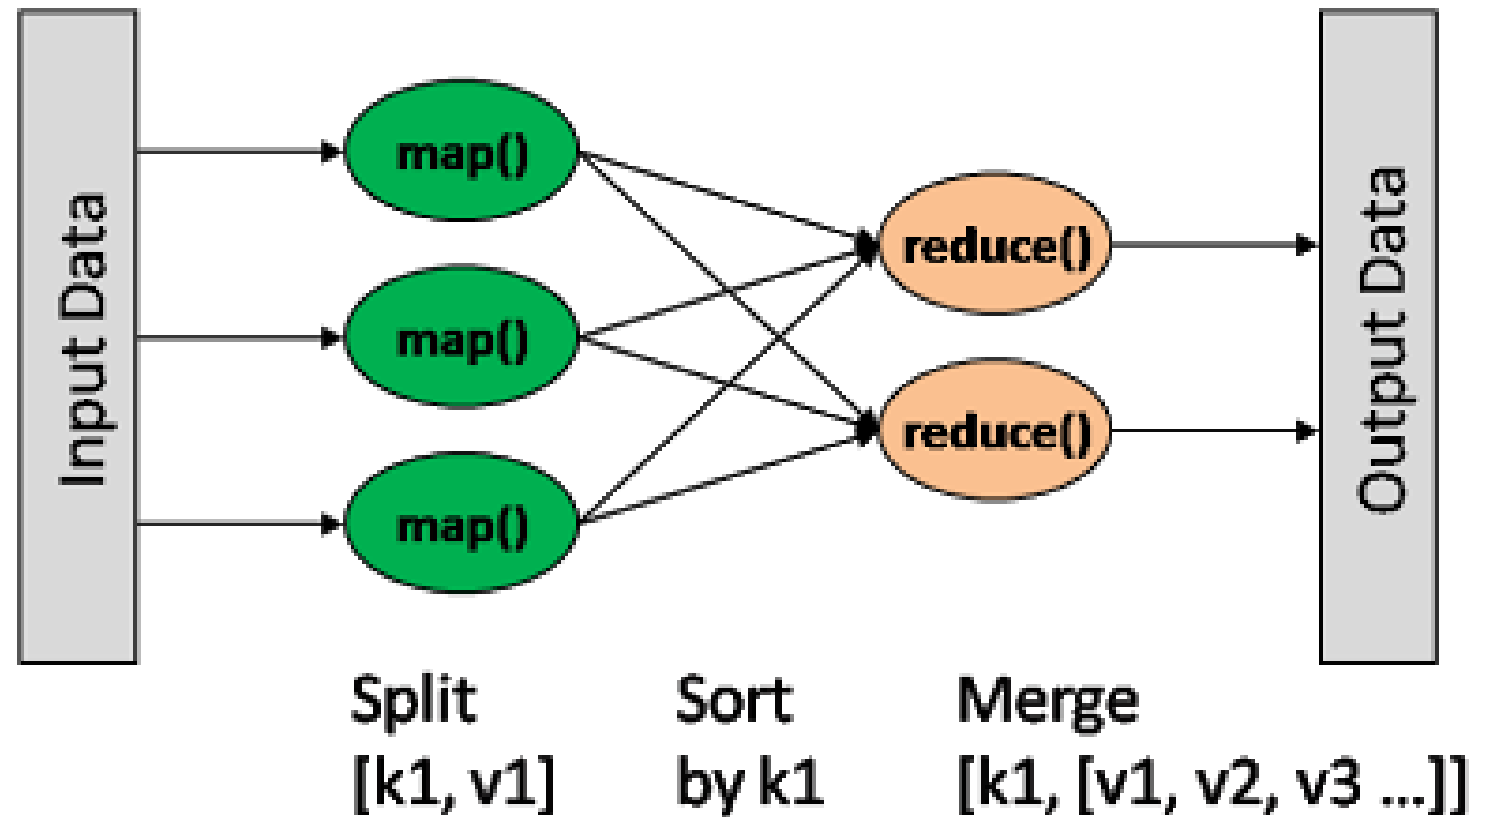 Input Data
map()
map()
map()
reduce()
reduce()
Output Data
Split
[k1, v1]
Sort
by k1
Merge
[k1, [v1, v2, v3 ...]]